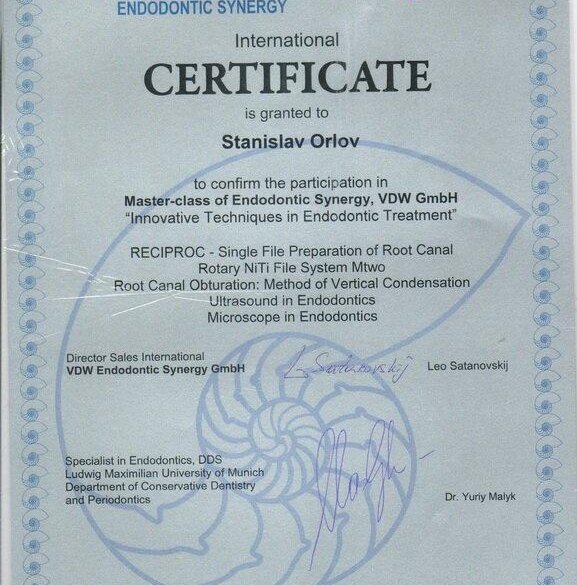 ENDODONTIC SYNERGY
International
CERTIFICATE
is granted to
Stanislav Orlov
to confirm the participation in
Master-class of Endodontic Synergy, VDW GmbH
“Innovative Techniques in Endodontic Treatment”
RECIPROC - Single File Preparation of Root Canal
Rotary NiTi File System Mtwo
Root Canal Obturation: Method of Vertical Condensation
Ultrasound in Endodontics
Microscope in Endodontics
Director Sales International
VDW Endodontic Synergy GmbH
L. Satanovskij
Leo Satanovskij
Specialist in Endodontics, DDS
Ludwig Maximilian University of Munich
Department of Conservative Dentistry
and Periodontics
Dr. Yuriy Malyk